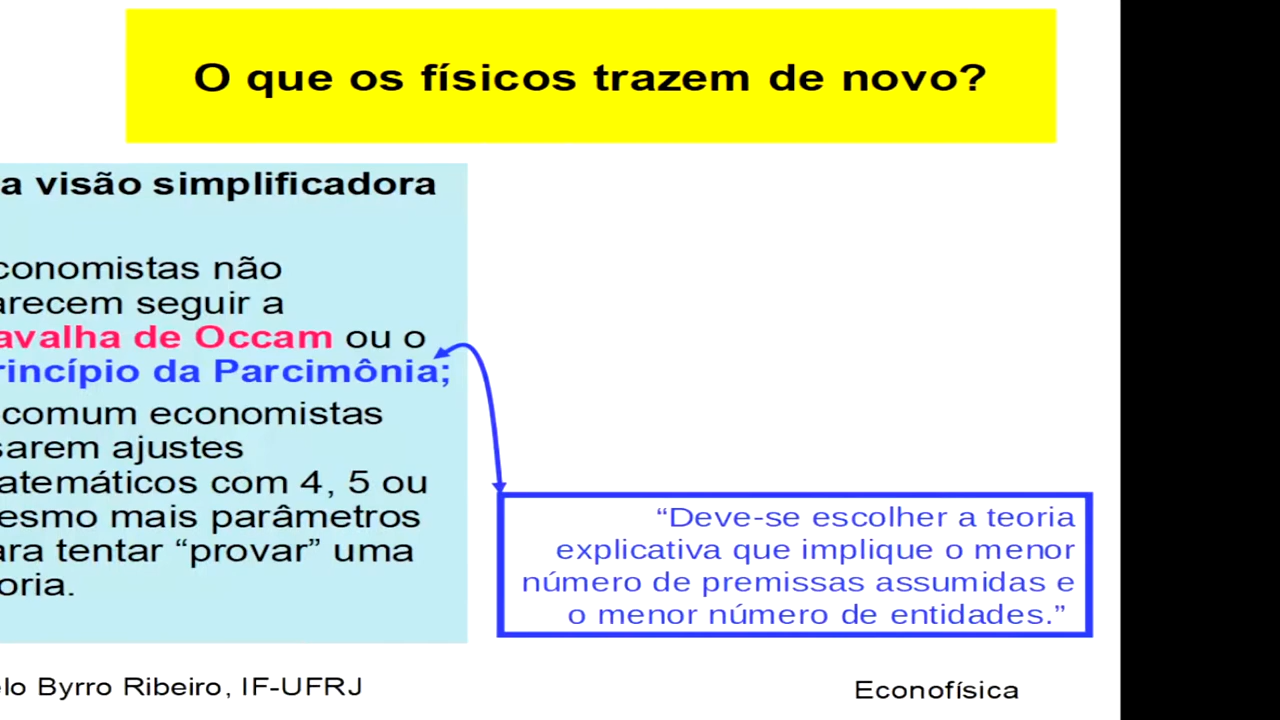 O que os físicos trazem de novo?
a visão simplificadora
conomistas não
arecem seguir a
avalha de Occam ou o
rincípio da Parcimônia;
comum economistas
sarem ajustes
atemáticos com 4, 5 ou
esmo mais parâmetros
ara tentar “provar” uma
oria.
“Deve-se escolher a teoria
explicativa que implique o menor
número de premissas assumidas e
o menor número de entidades.”
elo Byrro Ribeiro, IF-UFRJ
Econofísica